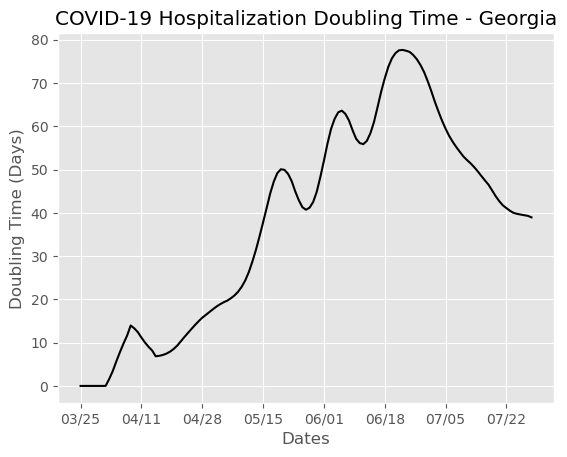 COVID-19 Hospitalization Doubling Time - Georgia
80
70
60
50
40
30
20
10
0
Doubling Time (Days)
03/25 04/11 04/28 05/15 06/01 06/18 07/05 07/22
Dates